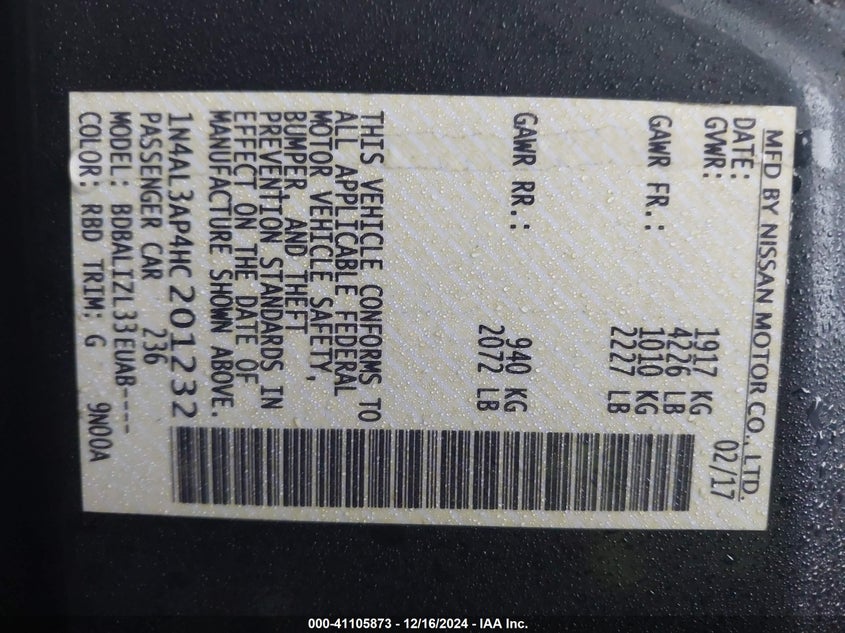 MFD BY NISSAN MOTOR CO., LTD.
DATE: 02/17
GVWR: 1917 KG
4226 LB
GAWR FR.: 1010 KG
2227 LB
GAWR RR.: 940 KG
2072 LB
THIS VEHICLE CONFORMS TO
ALL APPLICABLE FEDERAL
MOTOR VEHICLE SAFETY,
BUMPER, AND THEFT
PREVENTION STANDARDS IN
EFFECT ON THE DATE OF
MANUFACTURE SHOWN ABOVE.
1N4AL3AP4HC201232
PASSENGER CAR 236
MODEL: BDBALIZL33EUAB----
COLOR: RBD TRIM: G 9N00A
000-41105873 - 12/16/2024 - IAA Inc.